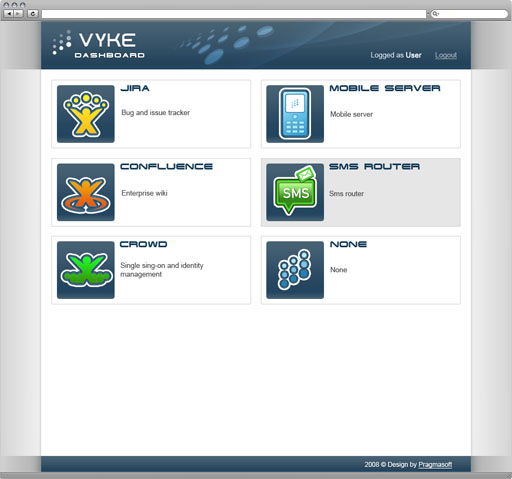 VYKE
DASHBOARD
Logged as User Logout
JIRA
Bug and issue tracker
MOBILE SERVER
Mobile server
CONFLUENCE
Enterprise wiki
SMS ROUTER
SMS
Sms router
CROWD
Single sing-on and identity
management
NONE
None
2008 © Design by Pragmasoft